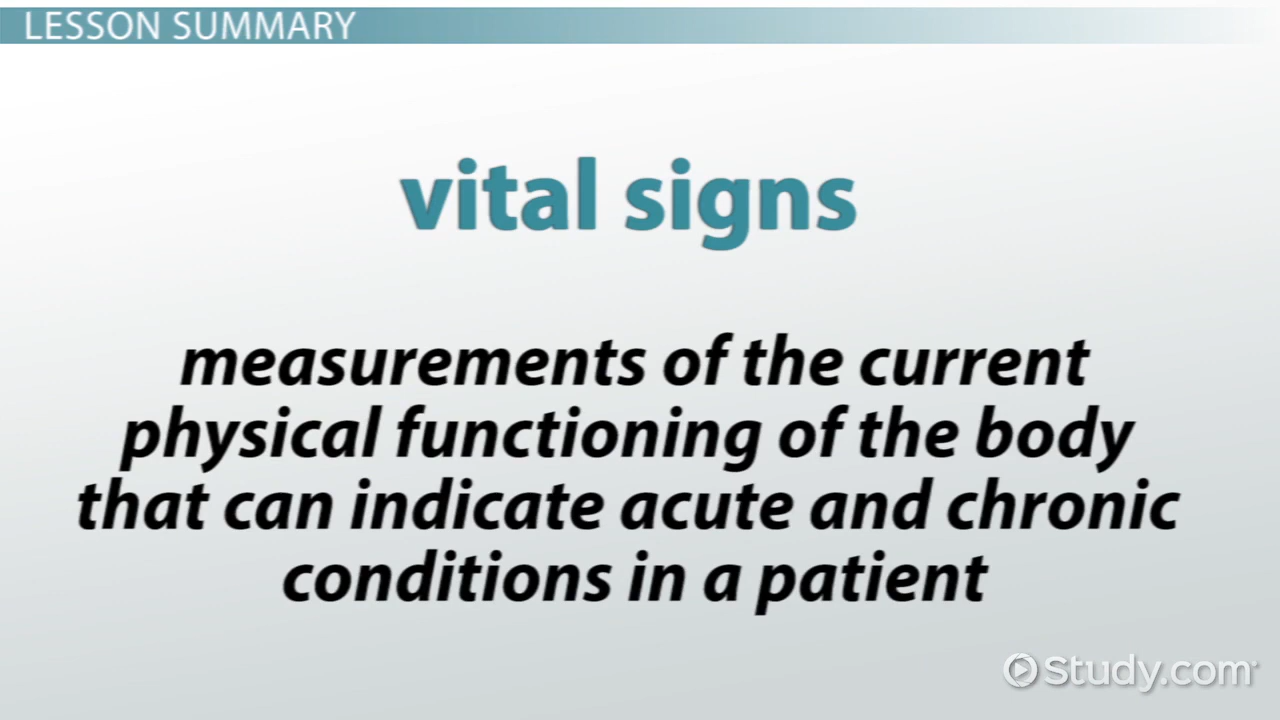 LESSON SUMMARY
vital signs
measurements of the current
physical functioning of the body
that can indicate acute and chronic
conditions in a patient
Study.com